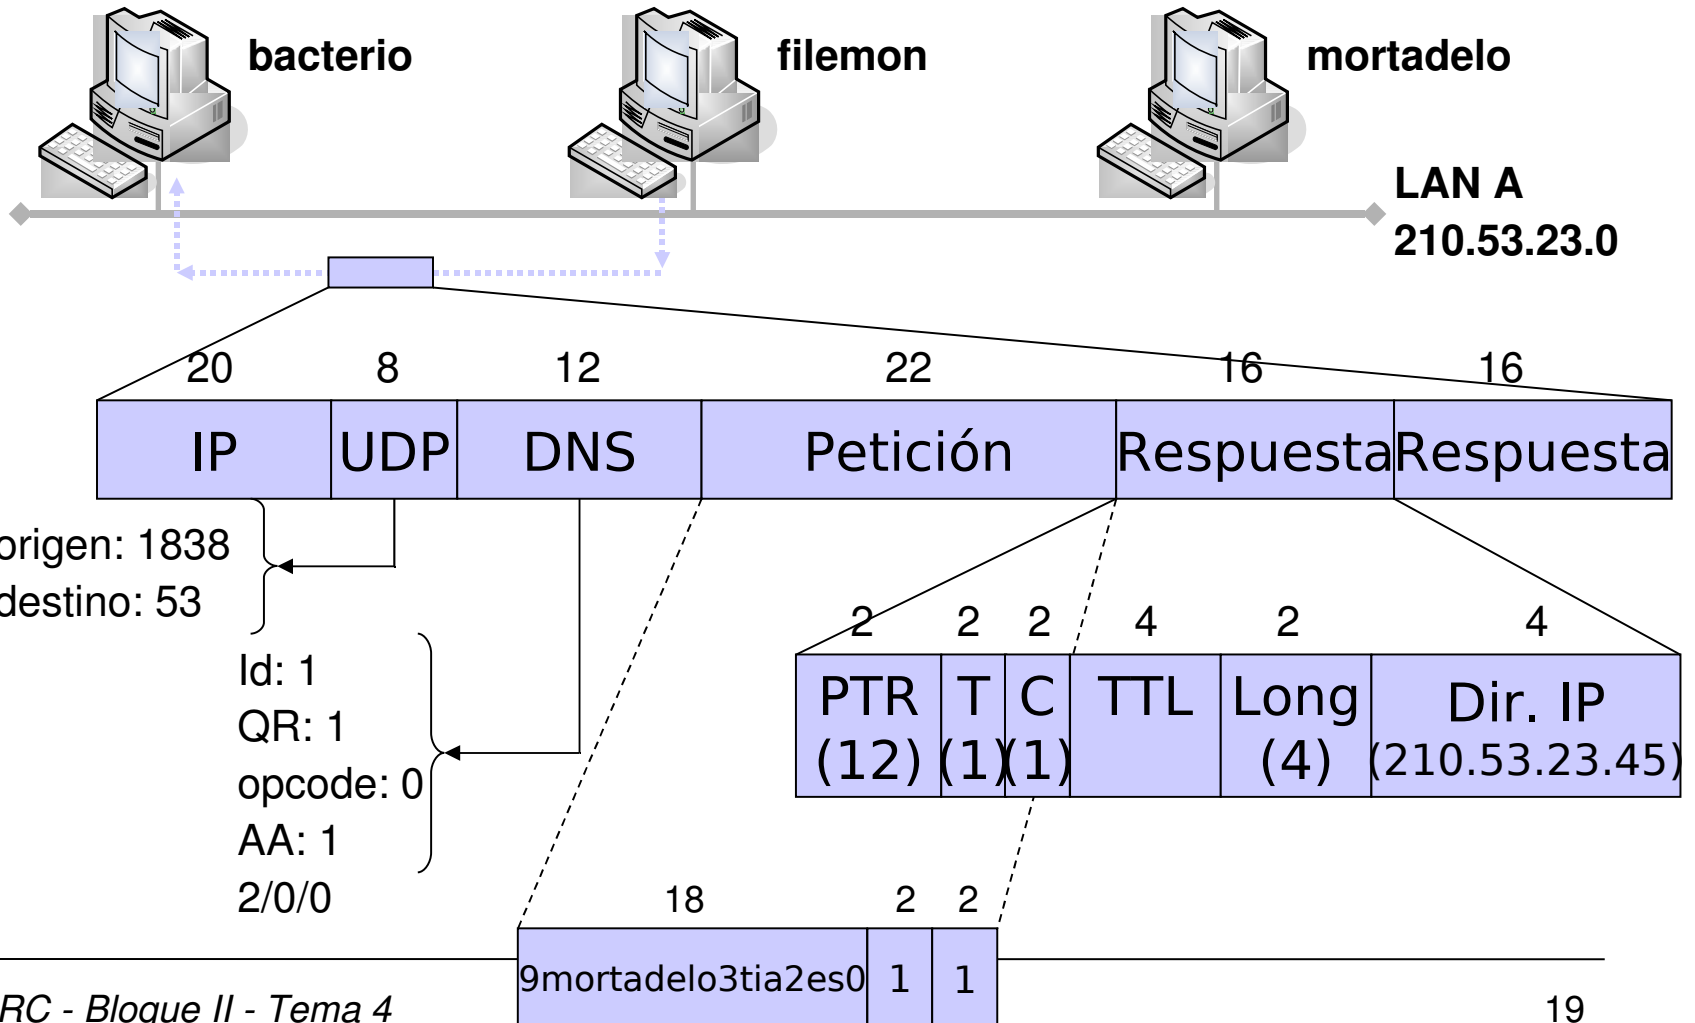 bacterio
filemon
mortadelo
LAN A
210.53.23.0
20 8 12 22 16 16
IP UDP DNS Petición Respuesta Respuesta
origen: 1838
destino: 53
Id: 1
QR: 1
opcode: 0
AA: 1
2/0/0
2 2 2 4 2 4
PTR T C TTL Long Dir. IP
(12) (1) (1) (4) (210.53.23.45)
18 2 2
9mortadelo3tia2es0 1 1
RC - Bloque II - Tema 4
19